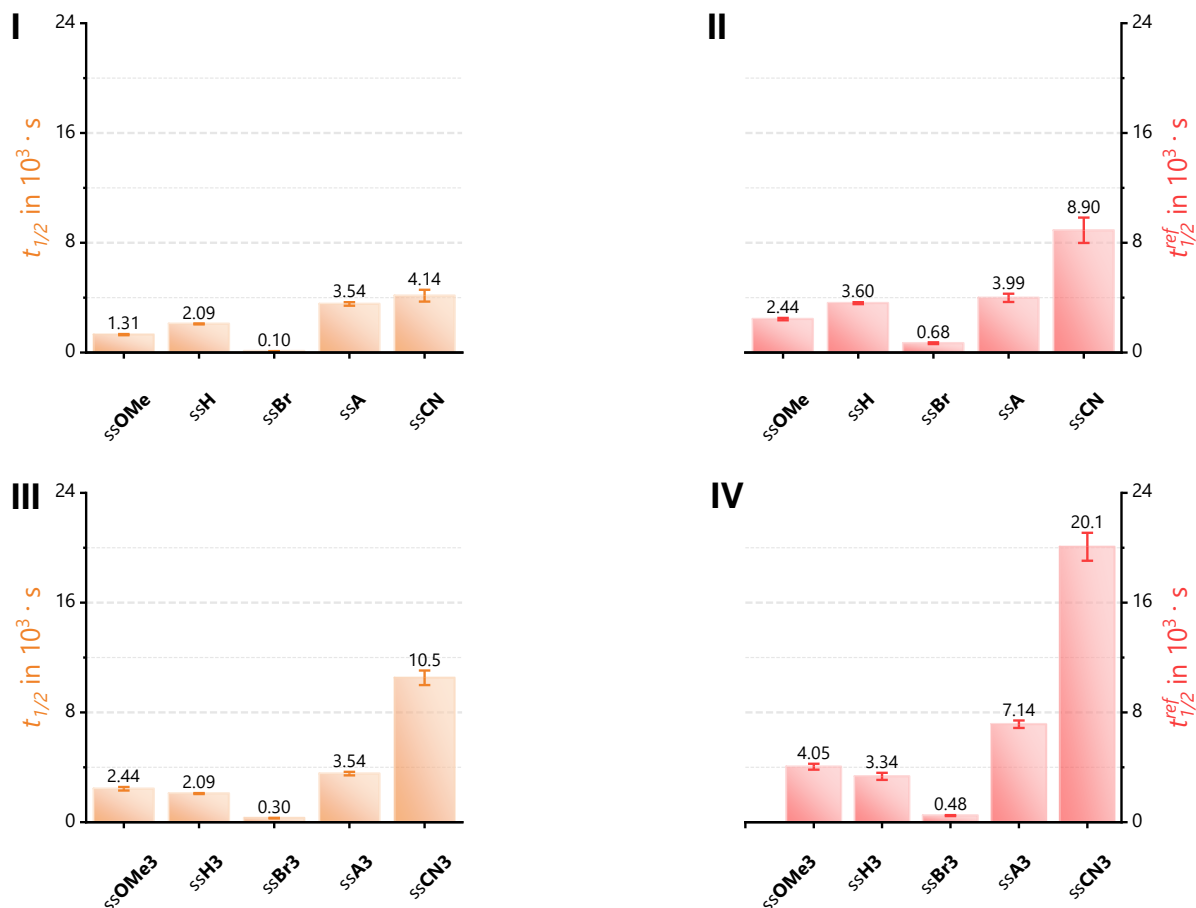 I
t1/2 in 10³ · s
24
16
8
0
1.31
2.09
0.10
3.54
4.14
ssOMe
ssH
ssBr
ssA
ssCN
II
8.90
2.44
3.60
0.68
3.99
24
16
8
0
t1/2ref in 10³ · s
ssOMe
ssH
ssBr
ssA
ssCN
III
t1/2 in 10³ · s
24
16
8
0
2.44
2.09
0.30
3.54
10.5
ssOMe3
ssH3
ssBr3
ssA3
ssCN3
IV
4.05
3.34
0.48
7.14
20.1
24
16
8
0
t1/2ref in 10³ · s
ssOMe3
ssH3
ssBr3
ssA3
ssCN3